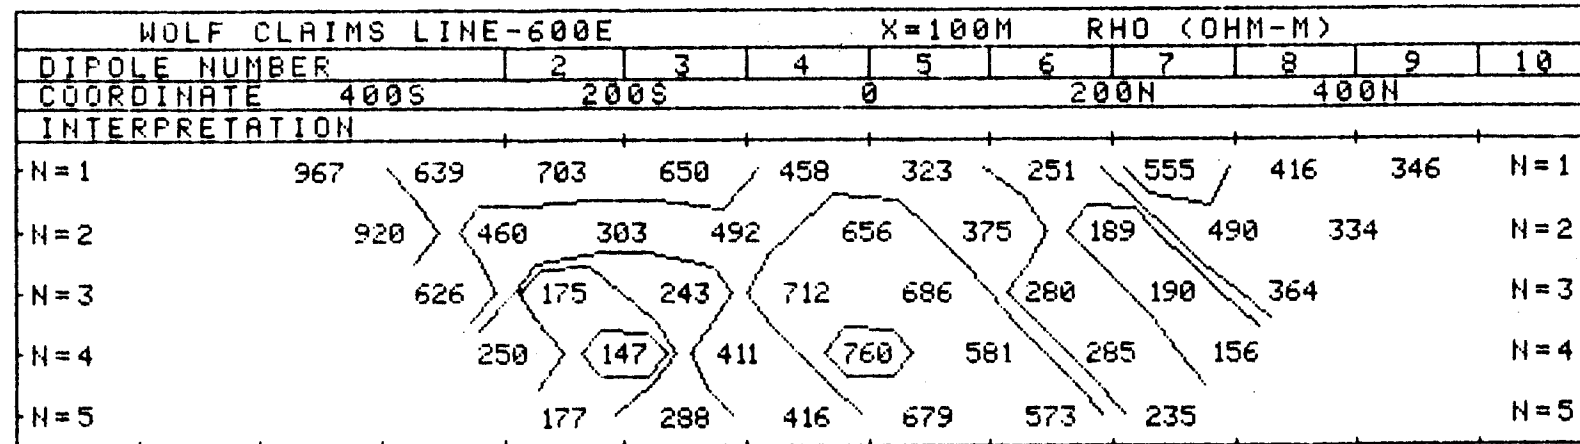 WOLF CLAIMS LINE-600E X=100M RHO (OHM-M)
DIPOLE NUMBER 2 3 4 5 6 7 8 9 10
COORDINATE 400S 200S 0 200N 400N
INTERPRETATION
N=1 967 639 703 650 458 323 251 555 416 346 N=1
N=2 920 460 303 492 656 375 189 490 334 N=2
N=3 626 175 243 712 686 280 190 364 N=3
N=4 250 147 411 760 581 285 156 N=4
N=5 177 288 416 679 573 235 N=5